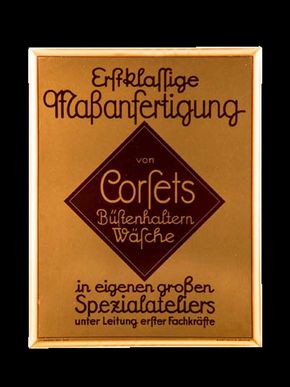 Erſtklaſſige
Maßanfertigung
von
Corſets
Büſtenhaltern
Wäſche
in eigenen großen
Spezialateliers
unter Leitung erſter Fachkräfte